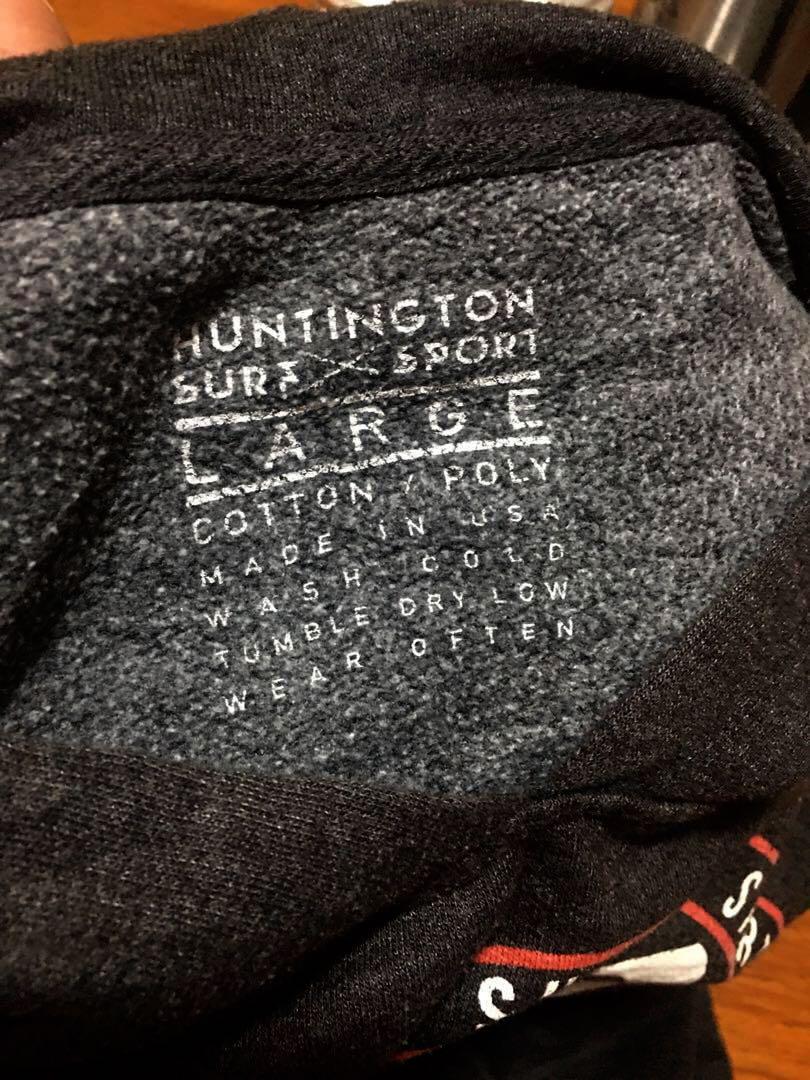 HUNTINGTON
SURF SPORT
LARGE
COTTON / POLY
MADE IN USA
WASH COLD
TUMBLE DRY LOW
WEAR OFTEN